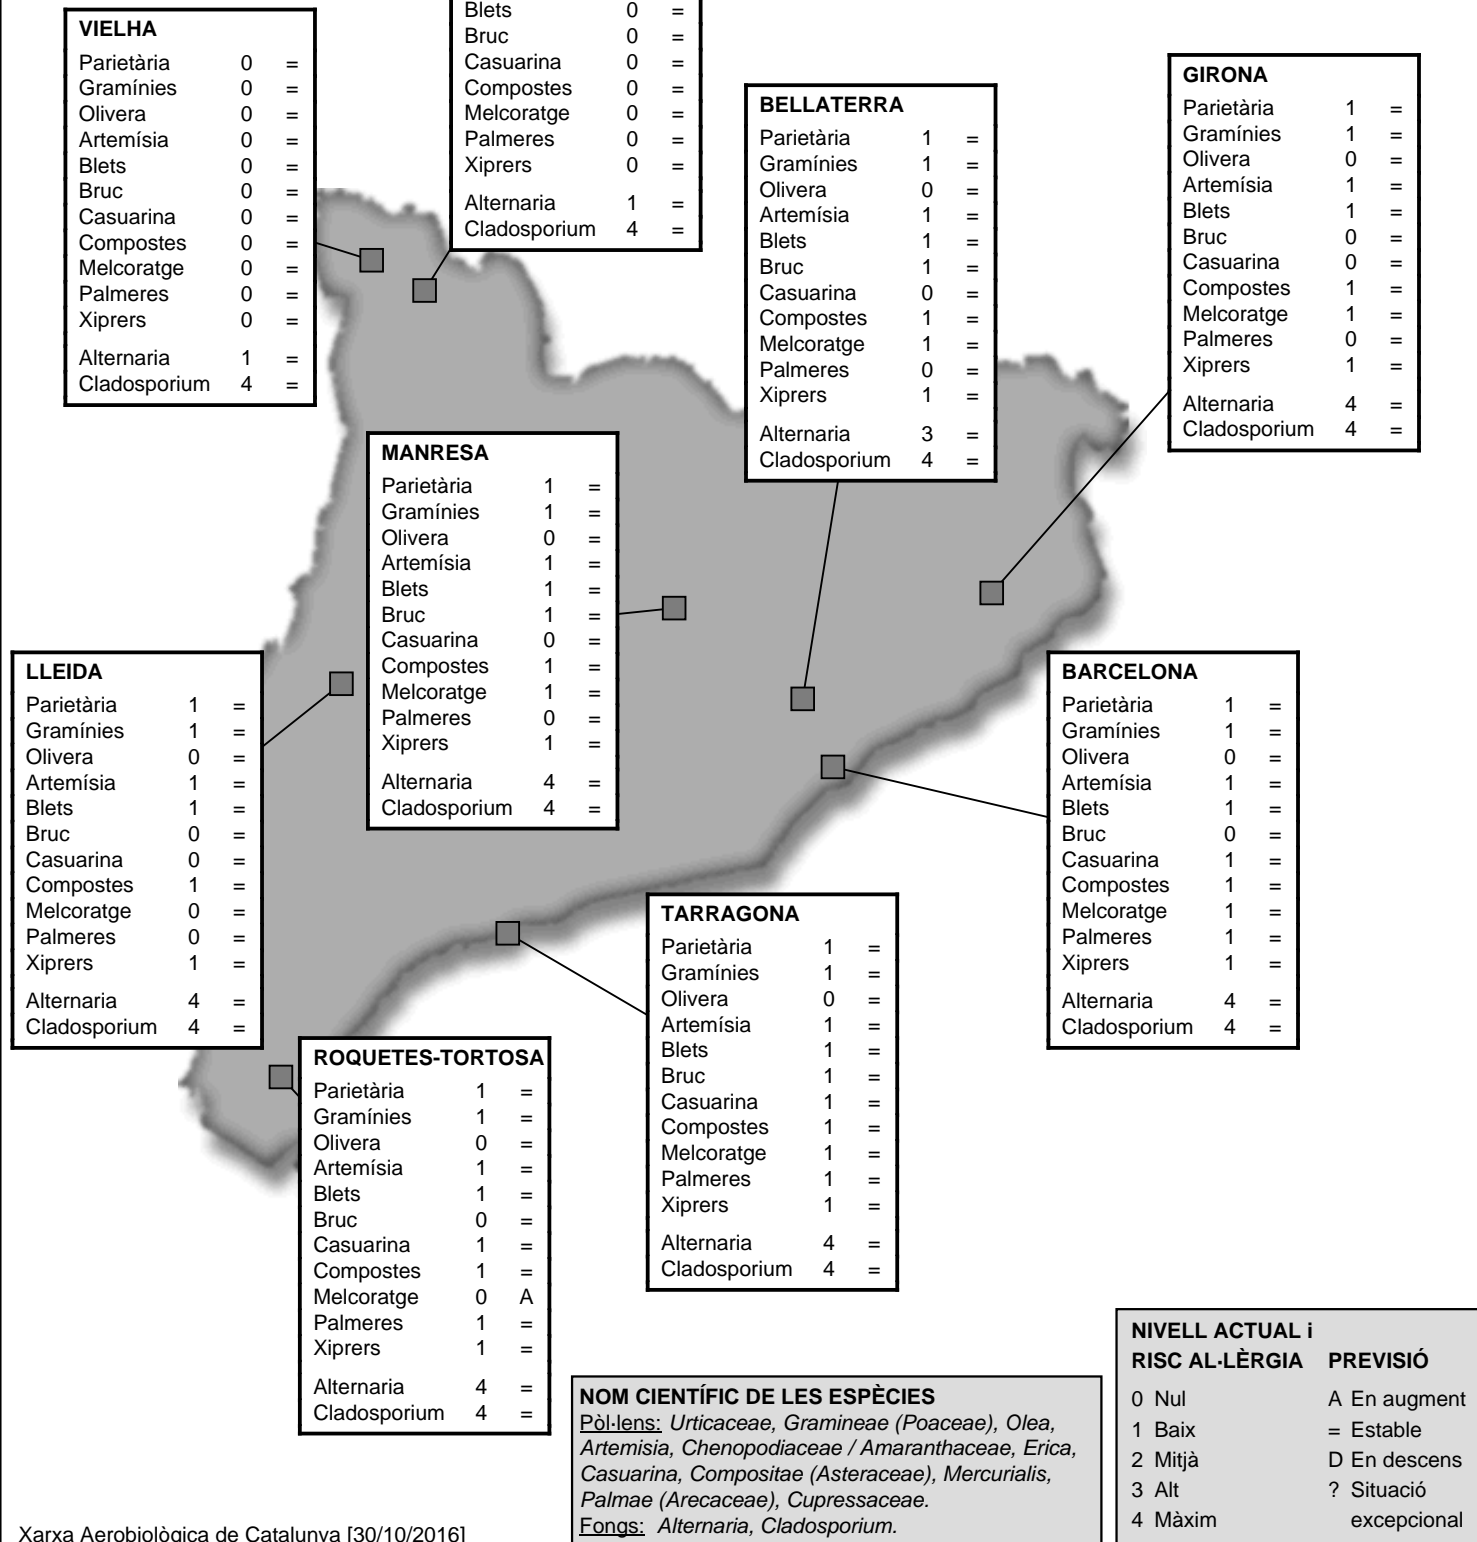 VIELHA
Parietària 0 =
Gramínies 0 =
Olivera 0 =
Artemísia 0 =
Blets 0 =
Bruc 0 =
Casuarina 0 =
Compostes 0 =
Melcoratge 0 =
Palmeres 0 =
Xiprers 0 =
Alternaria 1 =
Cladosporium 4 =
Blets 0 =
Bruc 0 =
Casuarina 0 =
Compostes 0 =
Melcoratge 0 =
Palmeres 0 =
Xiprers 0 =
Alternaria 1 =
Cladosporium 4 =
BELLATERRA
Parietària 1 =
Gramínies 1 =
Olivera 0 =
Artemísia 1 =
Blets 1 =
Bruc 1 =
Casuarina 0 =
Compostes 1 =
Melcoratge 1 =
Palmeres 0 =
Xiprers 1 =
Alternaria 3 =
Cladosporium 4 =
GIRONA
Parietària 1 =
Gramínies 1 =
Olivera 0 =
Artemísia 1 =
Blets 1 =
Bruc 0 =
Casuarina 0 =
Compostes 1 =
Melcoratge 1 =
Palmeres 0 =
Xiprers 1 =
Alternaria 4 =
Cladosporium 4 =
MANRESA
Parietària 1 =
Gramínies 1 =
Olivera 0 =
Artemísia 1 =
Blets 1 =
Bruc 1 =
Casuarina 0 =
Compostes 1 =
Melcoratge 1 =
Palmeres 0 =
Xiprers 1 =
Alternaria 4 =
Cladosporium 4 =
LLEIDA
Parietària 1 =
Gramínies 1 =
Olivera 0 =
Artemísia 1 =
Blets 1 =
Bruc 0 =
Casuarina 0 =
Compostes 1 =
Melcoratge 0 =
Palmeres 0 =
Xiprers 1 =
Alternaria 4 =
Cladosporium 4 =
BARCELONA
Parietària 1 =
Gramínies 1 =
Olivera 0 =
Artemísia 1 =
Blets 1 =
Bruc 0 =
Casuarina 1 =
Compostes 1 =
Melcoratge 1 =
Palmeres 1 =
Xiprers 1 =
Alternaria 4 =
Cladosporium 4 =
TARRAGONA
Parietària 1 =
Gramínies 1 =
Olivera 0 =
Artemísia 1 =
Blets 1 =
Bruc 1 =
Casuarina 1 =
Compostes 1 =
Melcoratge 1 =
Palmeres 1 =
Xiprers 1 =
Alternaria 4 =
Cladosporium 4 =
ROQUETES-TORTOSA
Parietària 1 =
Gramínies 1 =
Olivera 0 =
Artemísia 1 =
Blets 1 =
Bruc 0 =
Casuarina 1 =
Compostes 1 =
Melcoratge 0 A
Palmeres 1 =
Xiprers 1 =
Alternaria 4 =
Cladosporium 4 =
NOM CIENTÍFIC DE LES ESPÈCIES
Pòl·lens: Urticaceae, Gramineae (Poaceae), Olea,
Artemisia, Chenopodiaceae / Amaranthaceae, Erica,
Casuarina, Compositae (Asteraceae), Mercurialis,
Palmae (Arecaceae), Cupressaceae.
Fongs: Alternaria, Cladosporium.
NIVELL ACTUAL i
RISC AL·LÈRGIA PREVISIÓ
0 Nul A En augment
1 Baix = Estable
2 Mitjà D En descens
3 Alt ? Situació
4 Màxim excepcional
Xarxa Aerobiològica de Catalunya [30/10/2016]